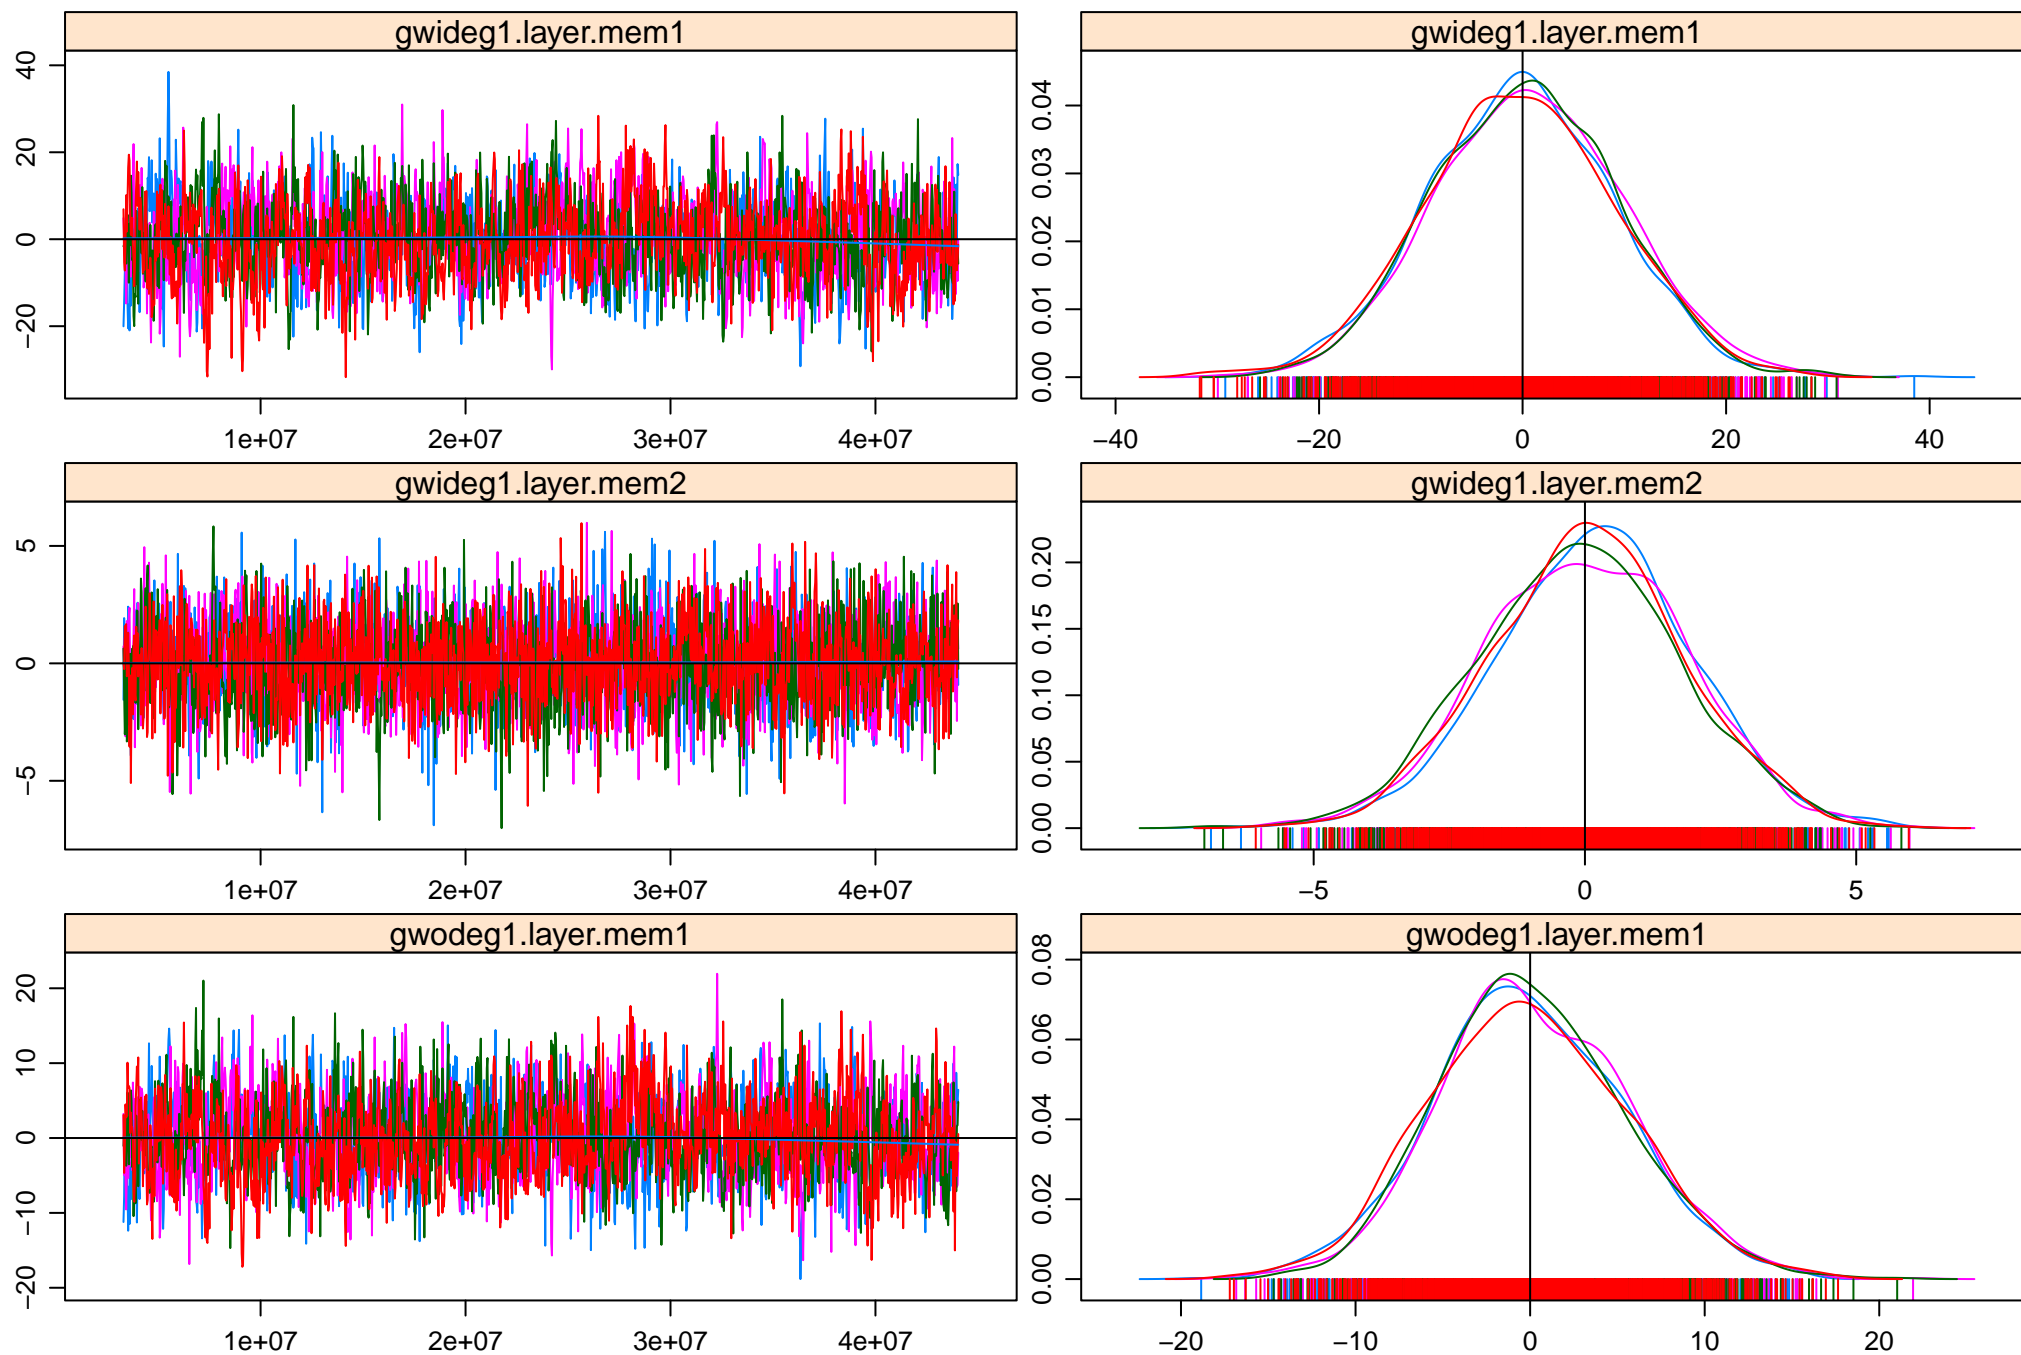 gwideg1.layer.mem1
40
20
0
−20
1e+07 2e+07 3e+07 4e+07
gwideg1.layer.mem1
0.04
0.03
0.02
0.01
0.00
−40 −20 0 20 40
gwideg1.layer.mem2
5
0
−5
1e+07 2e+07 3e+07 4e+07
gwideg1.layer.mem2
0.20
0.15
0.10
0.05
0.00
−5 0 5
gwodeg1.layer.mem1
20
10
0
−10
−20
1e+07 2e+07 3e+07 4e+07
gwodeg1.layer.mem1
0.08
0.06
0.04
0.02
0.00
−20 −10 0 10 20